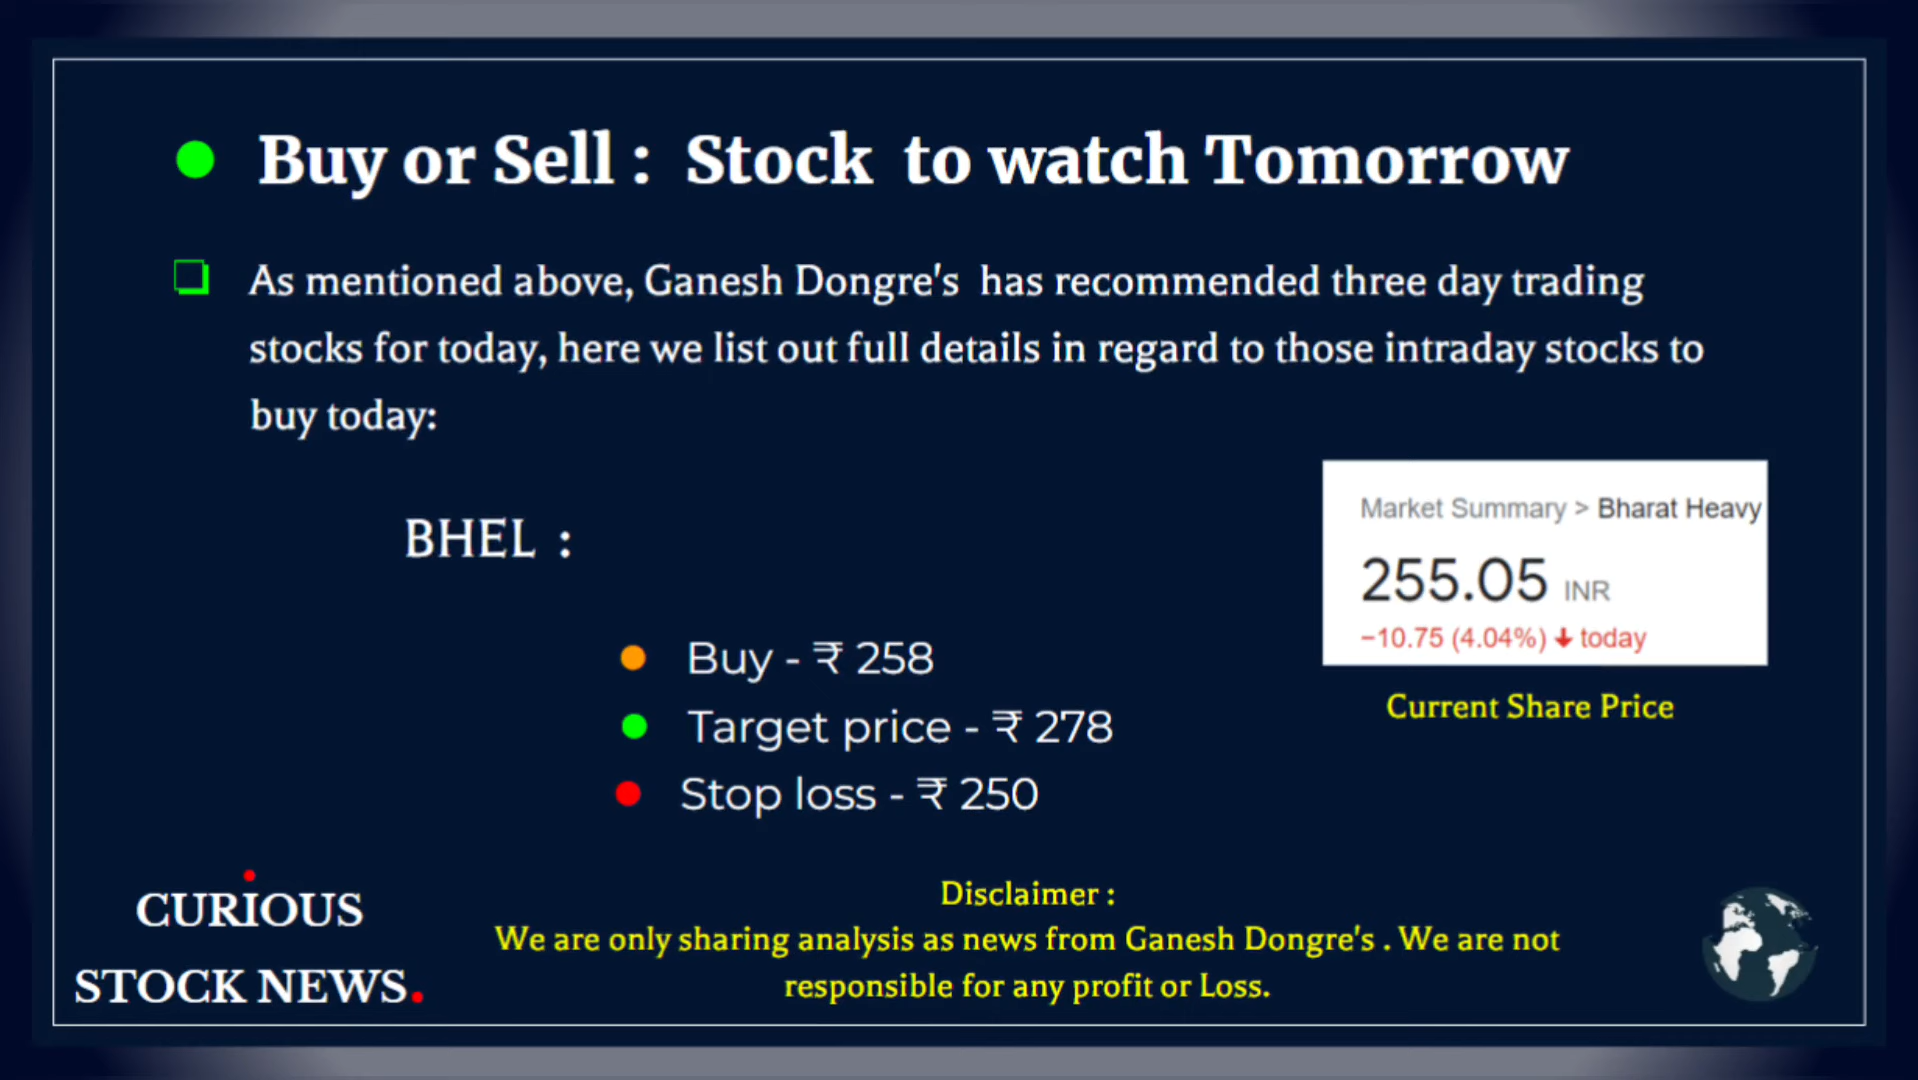 Buy or Sell : Stock to watch Tomorrow
As mentioned above, Ganesh Dongre's has recommended three day trading
stocks for today, here we list out full details in regard to those intraday stocks to
buy today:
BHEL :
Market Summary > Bharat Heavy
255.05 INR
−10.75 (4.04%) ↓ today
Current Share Price
Buy - ₹ 258
Target price - ₹ 278
Stop loss - ₹ 250
CURIOUS
STOCK NEWS.
Disclaimer :
We are only sharing analysis as news from Ganesh Dongre's . We are not
responsible for any profit or Loss.